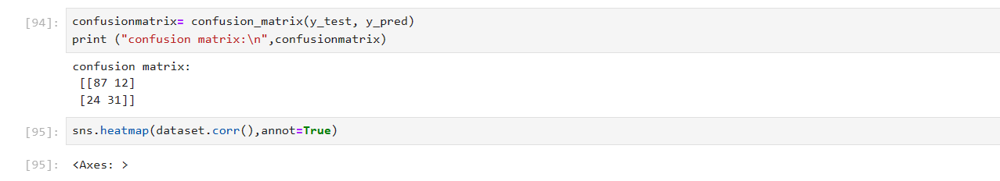 [94]: confusionmatrix= confusion_matrix(y_test, y_pred)
print ("confusion matrix:\n",confusionmatrix)
confusion matrix:
[[87 12]
[24 31]]
[95]: sns.heatmap(dataset.corr(),annot=True)
[95]: <Axes: >